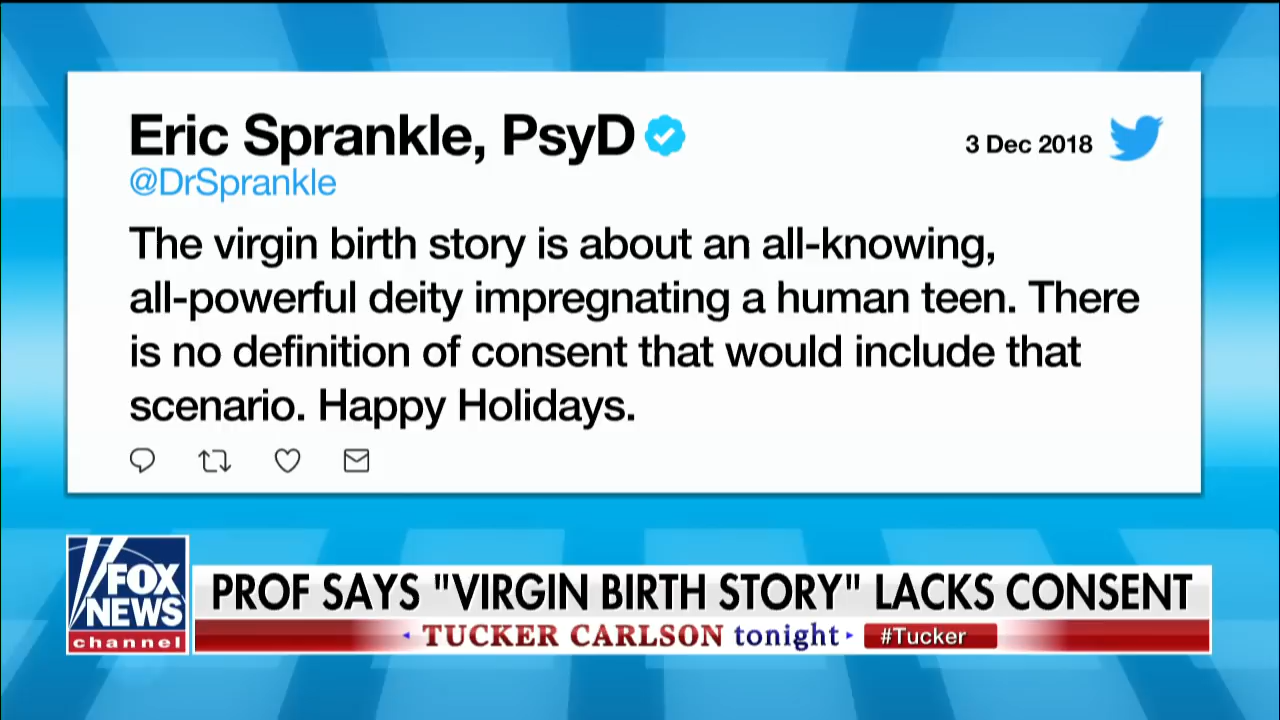 Eric Sprankle, PsyD
3 Dec 2018
@DrSprankle
The virgin birth story is about an all-knowing,
all-powerful deity impregnating a human teen. There
is no definition of consent that would include that
scenario. Happy Holidays.
FOX
NEWS
channel
PROF SAYS "VIRGIN BIRTH STORY" LACKS CONSENT
TUCKER CARLSON tonight
#Tucker